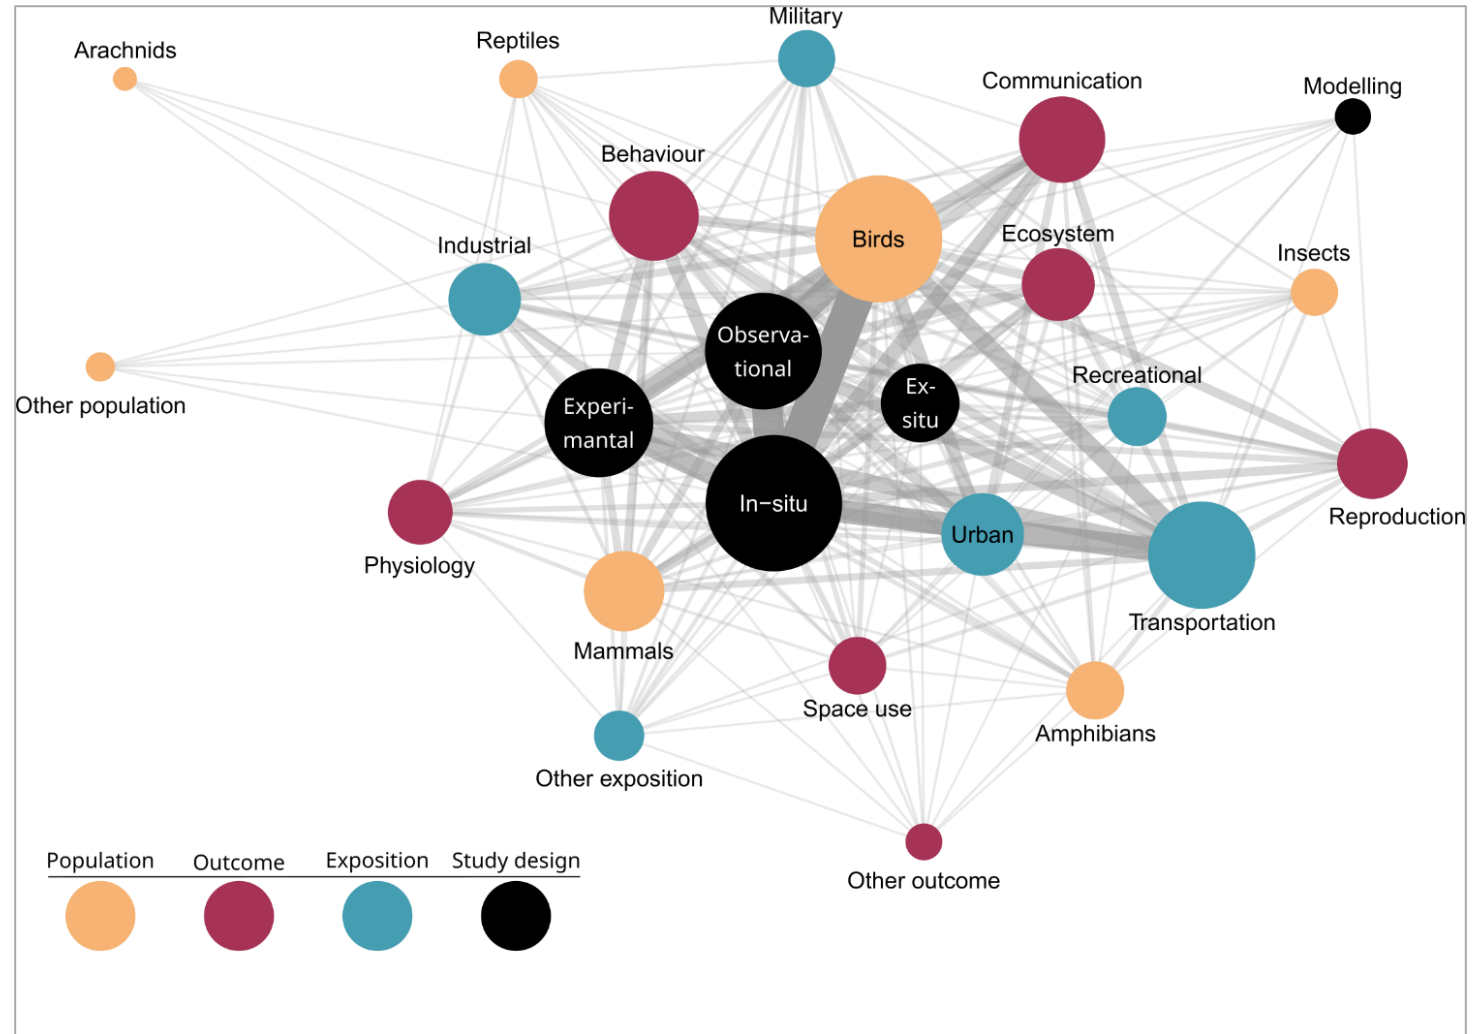 Military
Reptiles
Arachnids
Communication
Modelling
Behaviour
Birds
Ecosystem
Industrial
Insects
Observa-
tional
Recreational
Ex-
situ
Other population
Experi-
mantal
In−situ
Reproduction
Urban
Physiology
Transportation
Mammals
Space use
Amphibians
Other exposition
Other outcome
Population
Outcome
Exposition
Study design